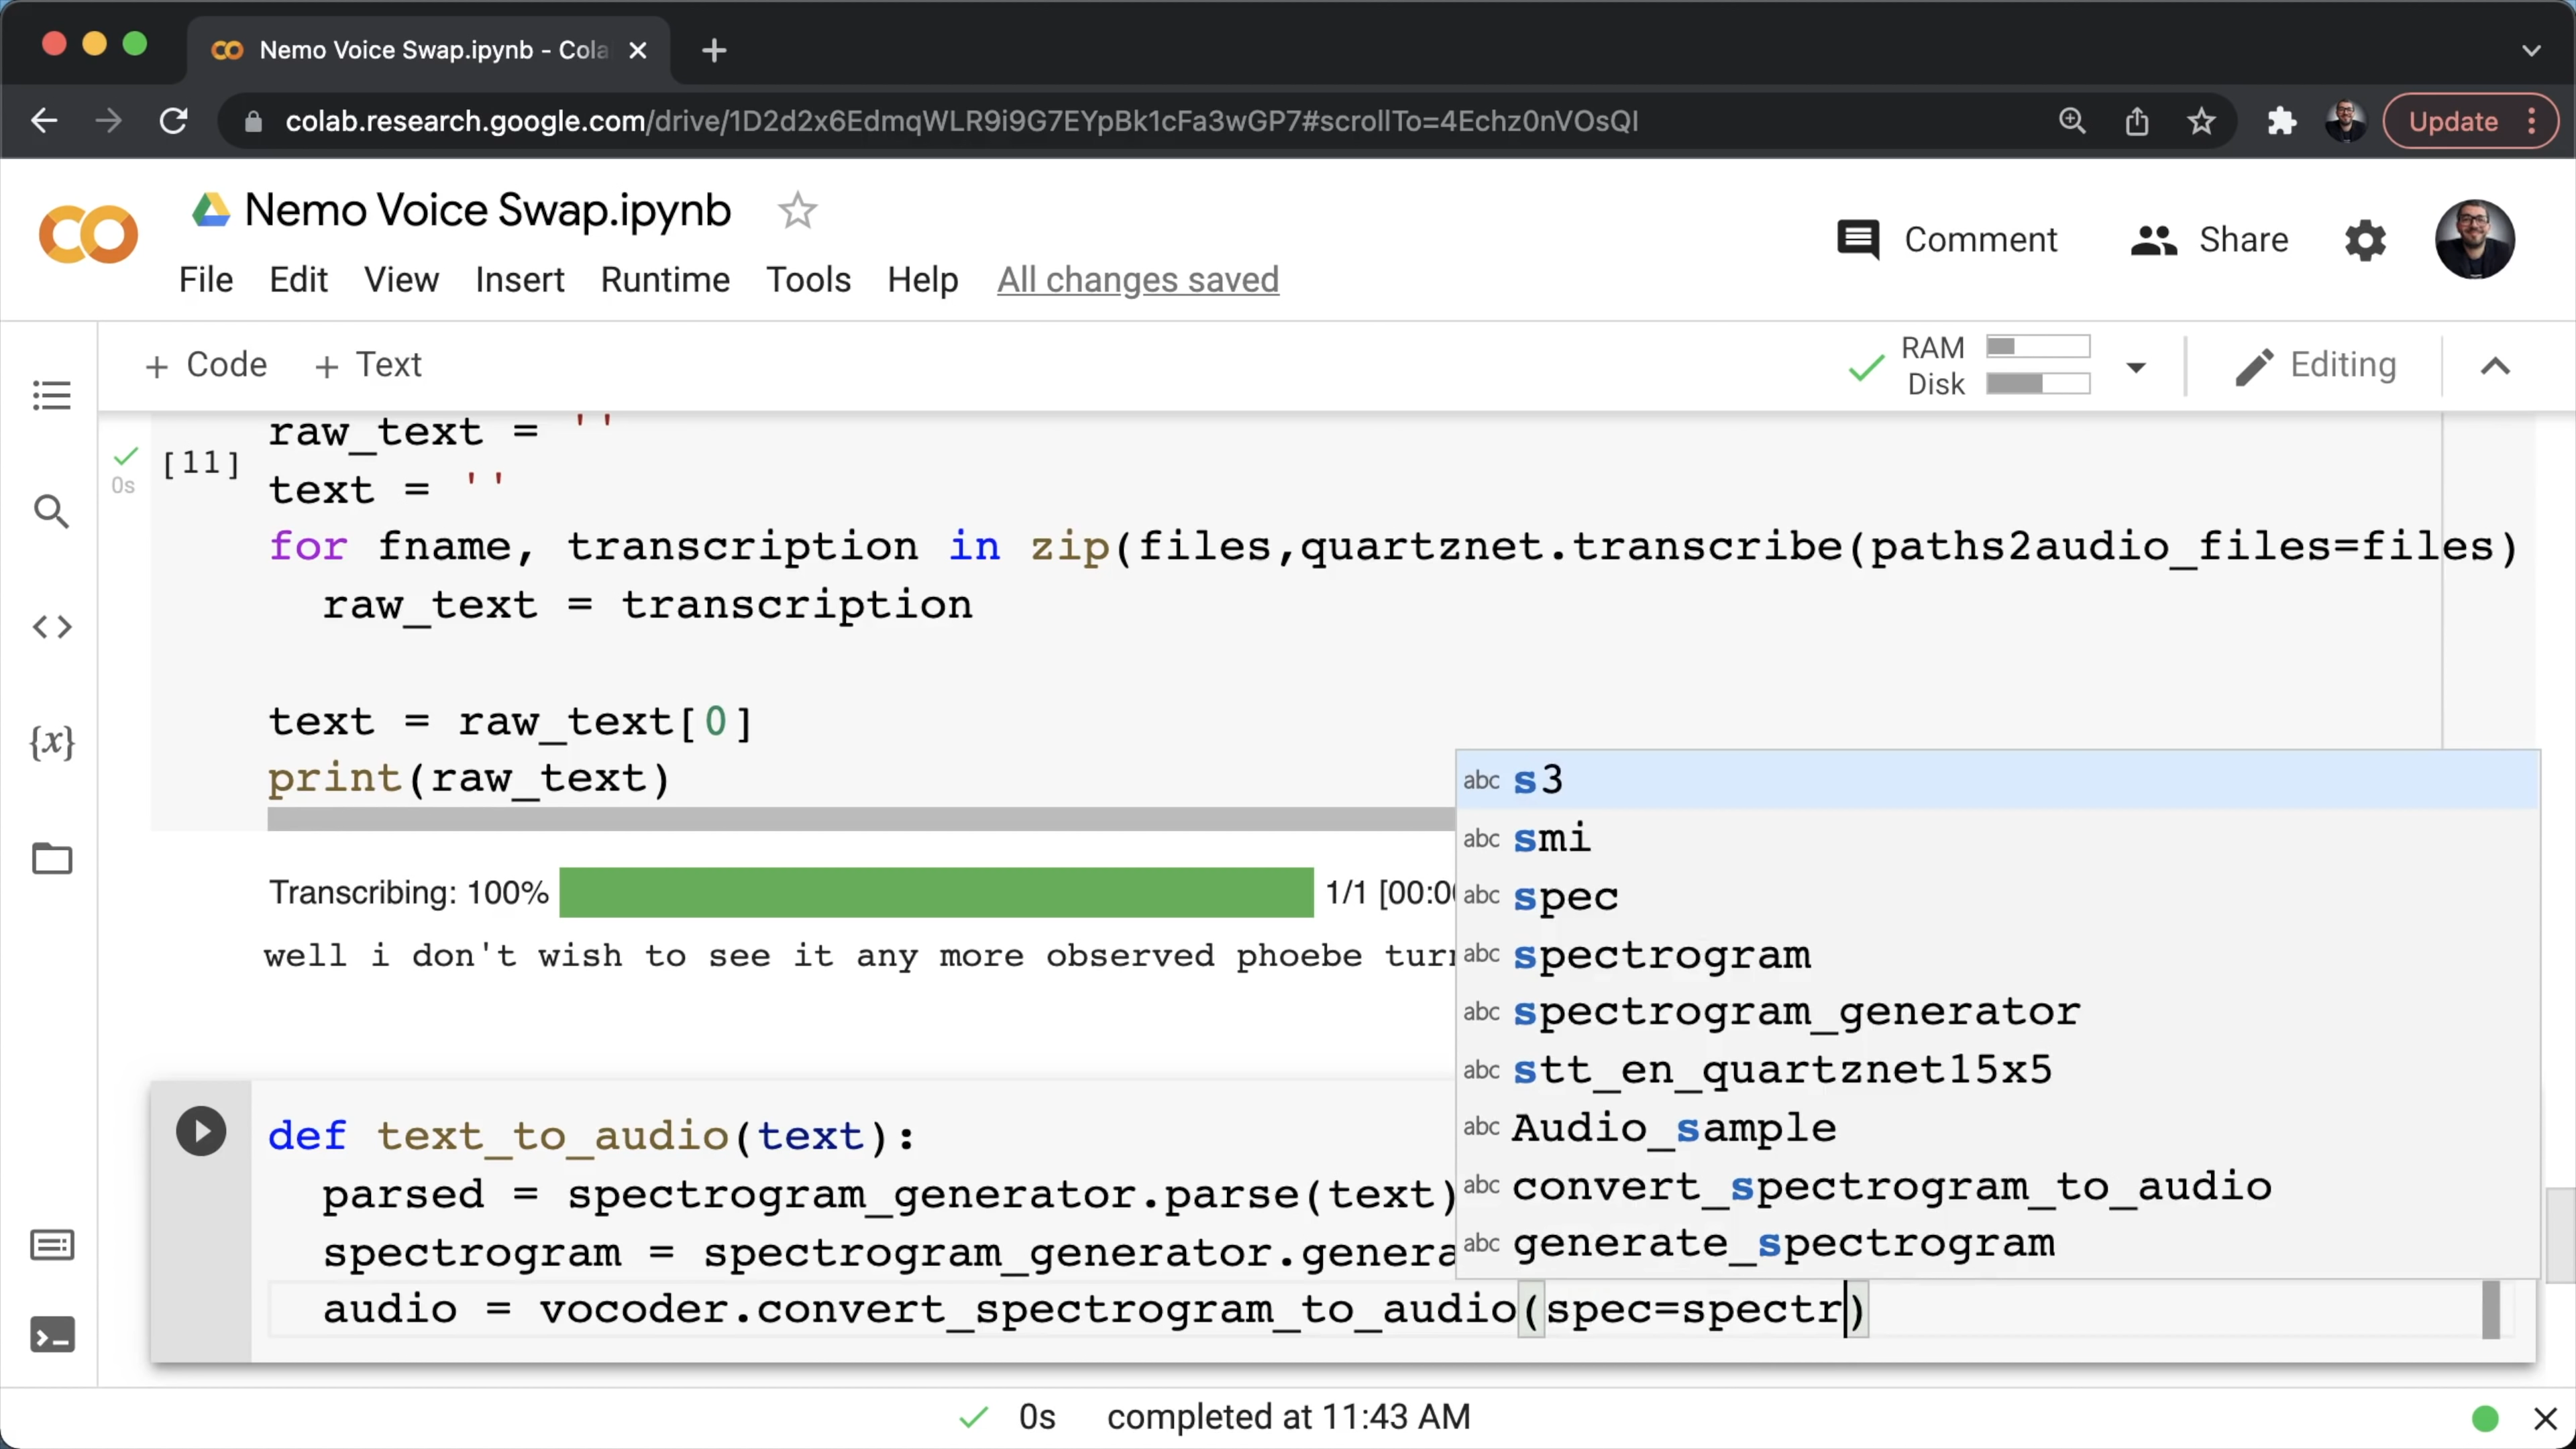 Nemo Voice Swap.ipynb - Cola
colab.research.google.com/drive/1D2d2x6EdmqWLR9i9G7EYpBk1cFa3wGP7#scrollTo=4Echz0nVOsQI
Update
Nemo Voice Swap.ipynb
Comment
Share
File Edit View Insert Runtime Tools Help All changes saved
+ Code + Text
RAM
Disk
Editing
raw_text = ''
[11]
0s
text = ''
for fname, transcription in zip(files,quartznet.transcribe(paths2audio_files=files)
raw_text = transcription
text = raw_text[0]
print(raw_text)
Transcribing: 100% 1/1 [00:00
well i don't wish to see it any more observed phoebe turn
abc s3
abc smi
abc spec
abc spectrogram
abc spectrogram_generator
abc stt_en_quartznet15x5
abc Audio_sample
abc convert_spectrogram_to_audio
abc generate_spectrogram
def text_to_audio(text):
parsed = spectrogram_generator.parse(text)
spectrogram = spectrogram_generator.genera
audio = vocoder.convert_spectrogram_to_audio(spec=spectr)
0s completed at 11:43 AM